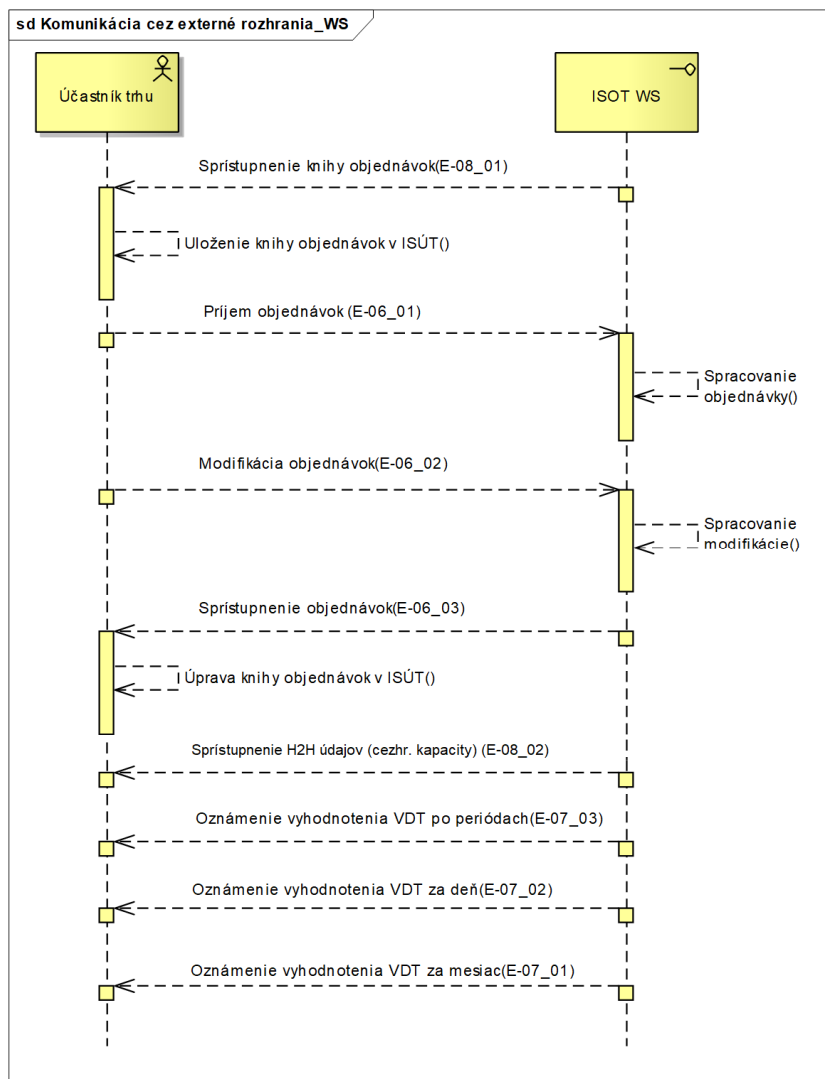 sd Komunikácia cez externé rozhrania_WS
Účastník trhu
ISOT WS
Sprístupnenie knihy objednávok(E-08_01)
Uloženie knihy objednávok v ISÚT()
Príjem objednávok (E-06_01)
Spracovanie
objednávky()
Modifikácia objednávok(E-06_02)
Spracovanie
modifikácie()
Sprístupnenie objednávok(E-06_03)
Úprava knihy objednávok v ISÚT()
Sprístupnenie H2H údajov (cezhr. kapacity) (E-08_02)
Oznámenie vyhodnotenia VDT po periódach(E-07_03)
Oznámenie vyhodnotenia VDT za deň(E-07_02)
Oznámenie vyhodnotenia VDT za mesiac(E-07_01)